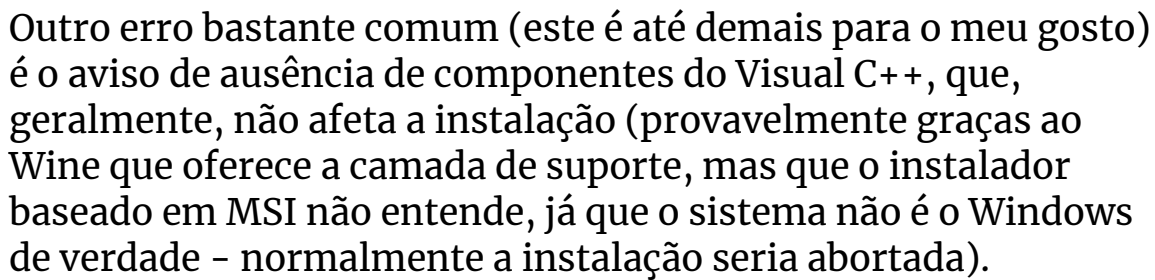 Outro erro bastante comum (este é até demais para o meu gosto)
é o aviso de ausência de componentes do Visual C++, que,
geralmente, não afeta a instalação (provavelmente graças ao
Wine que oferece a camada de suporte, mas que o instalador
baseado em MSI não entende, já que o sistema não é o Windows
de verdade - normalmente a instalação seria abortada).